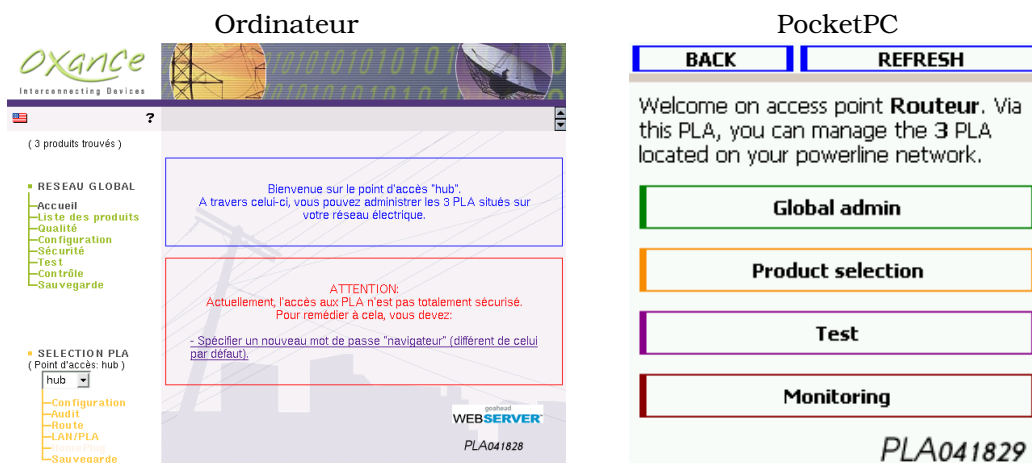 Ordinateur
oxance
Interconnecting Devices
?
( 3 produits trouvés )
RESEAU GLOBAL
Accueil
Liste des produits
Qualité
Configuration
Sécurité
Test
Contrôle
Sauvegarde
SELECTION PLA
( Point d'accès: hub )
hub
Configuration
Audit
Route
LAN/PLA
Sauvegarde
1010101010101
Bienvenue sur le point d'accès "hub".
A travers celui-ci, vous pouvez administrer les 3 PLA situés sur
votre réseau électrique.
ATTENTION:
Actuellement, l'accès aux PLA n'est pas totalement sécurisé.
Pour remédier à cela, vous devez:
- Spécifier un nouveau mot de passe "navigateur" (différent de celui
par défaut).
goahead
WEBSERVER
PLA041828
PocketPC
BACK REFRESH
Welcome on access point Routeur. Via
this PLA, you can manage the 3 PLA
located on your powerline network.
Global admin
Product selection
Test
Monitoring
PLA041829